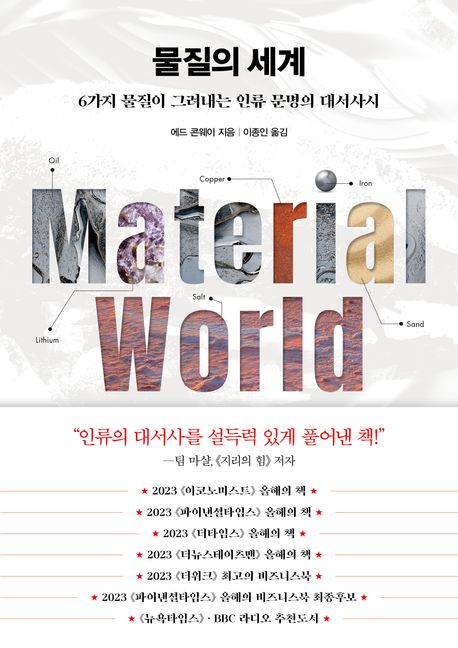 물질의 세계
6가지 물질이 그려내는 인류 문명의 대서사시
에드 콘웨이 지음 | 이종인 옮김
Oil
Copper
Iron
Material
Salt
World
Sand
Lithium
“인류의 대서사를 설득력 있게 풀어낸 책!”
—팀 마샬, 《지리의 힘》 저자
★ 2023 《이코노미스트》 올해의 책 ★
★ 2023 《파이낸셜타임스》 올해의 책 ★
★ 2023 《더타임스》 올해의 책 ★
★ 2023 《더뉴스테이츠맨》 올해의 책 ★
★ 2023 《더위크》 최고의 비즈니스북 ★
★ 2023 《파이낸셜타임스》 올해의 비즈니스북 최종후보 ★
★ 《뉴욕타임스》 · BBC 라디오 추천도서 ★